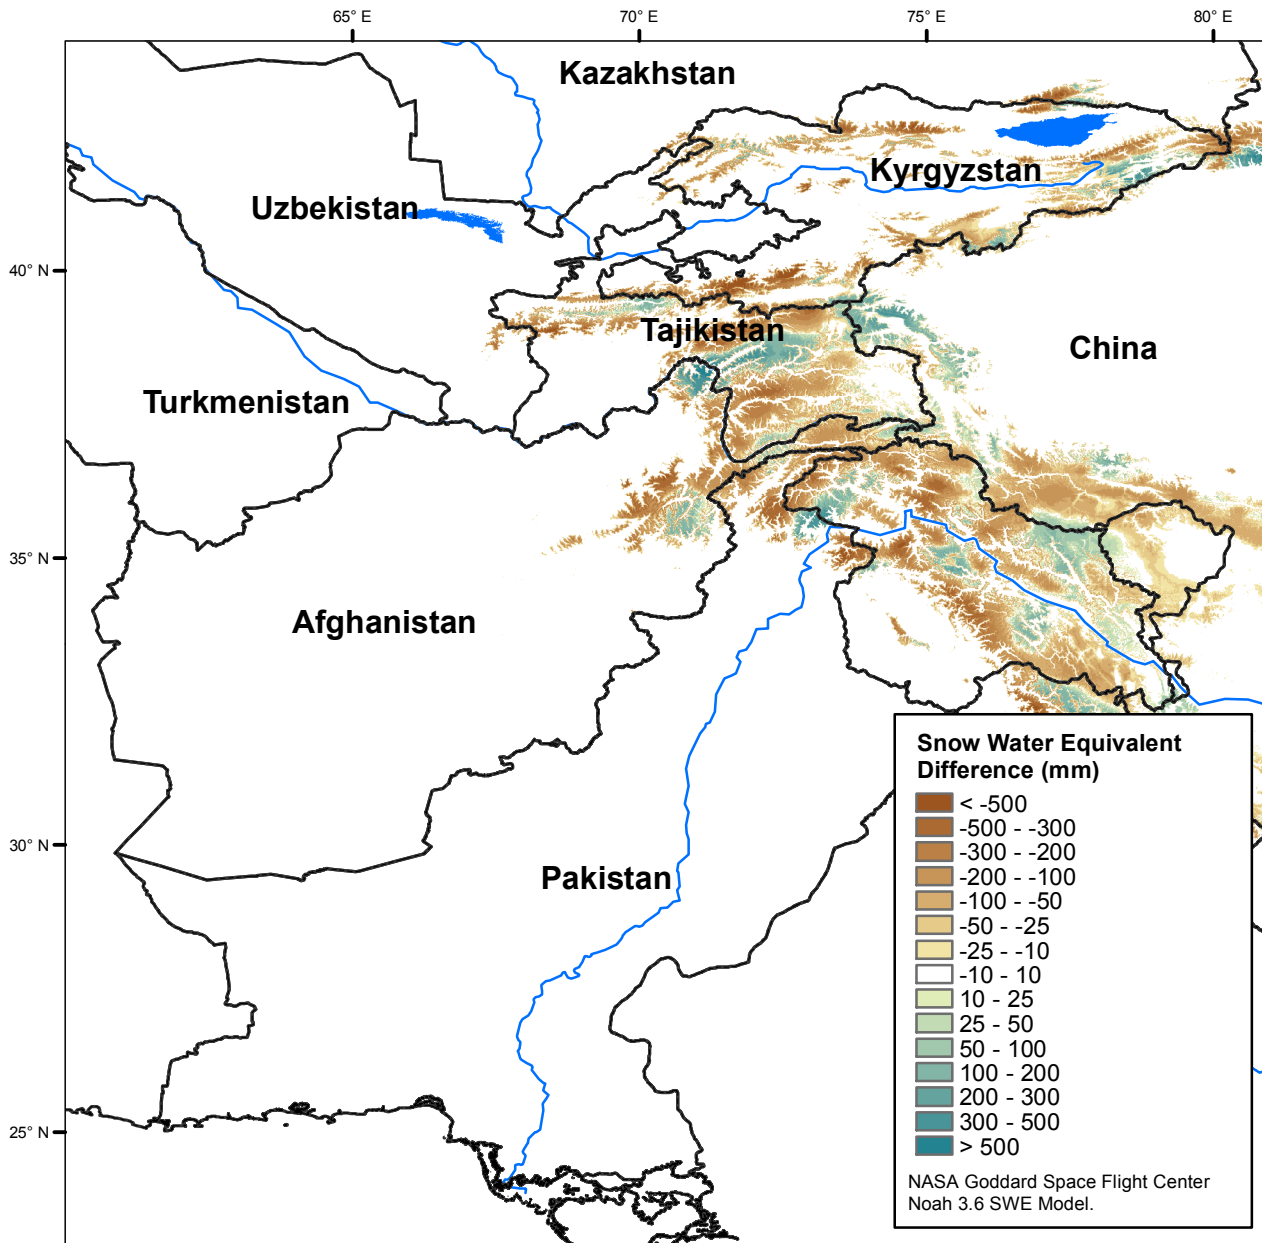 65° E
70° E
75° E
80° E
Kazakhstan
Kyrgyzstan
Uzbekistan
40° N
Tajikistan
China
Turkmenistan
35° N
Afghanistan
30° N
Pakistan
25° N
Snow Water Equivalent
Difference (mm)
< -500
-500 - -300
-300 - -200
-200 - -100
-100 - -50
-50 - -25
-25 - -10
-10 - 10
10 - 25
25 - 50
50 - 100
100 - 200
200 - 300
300 - 500
> 500
NASA Goddard Space Flight Center
Noah 3.6 SWE Model.